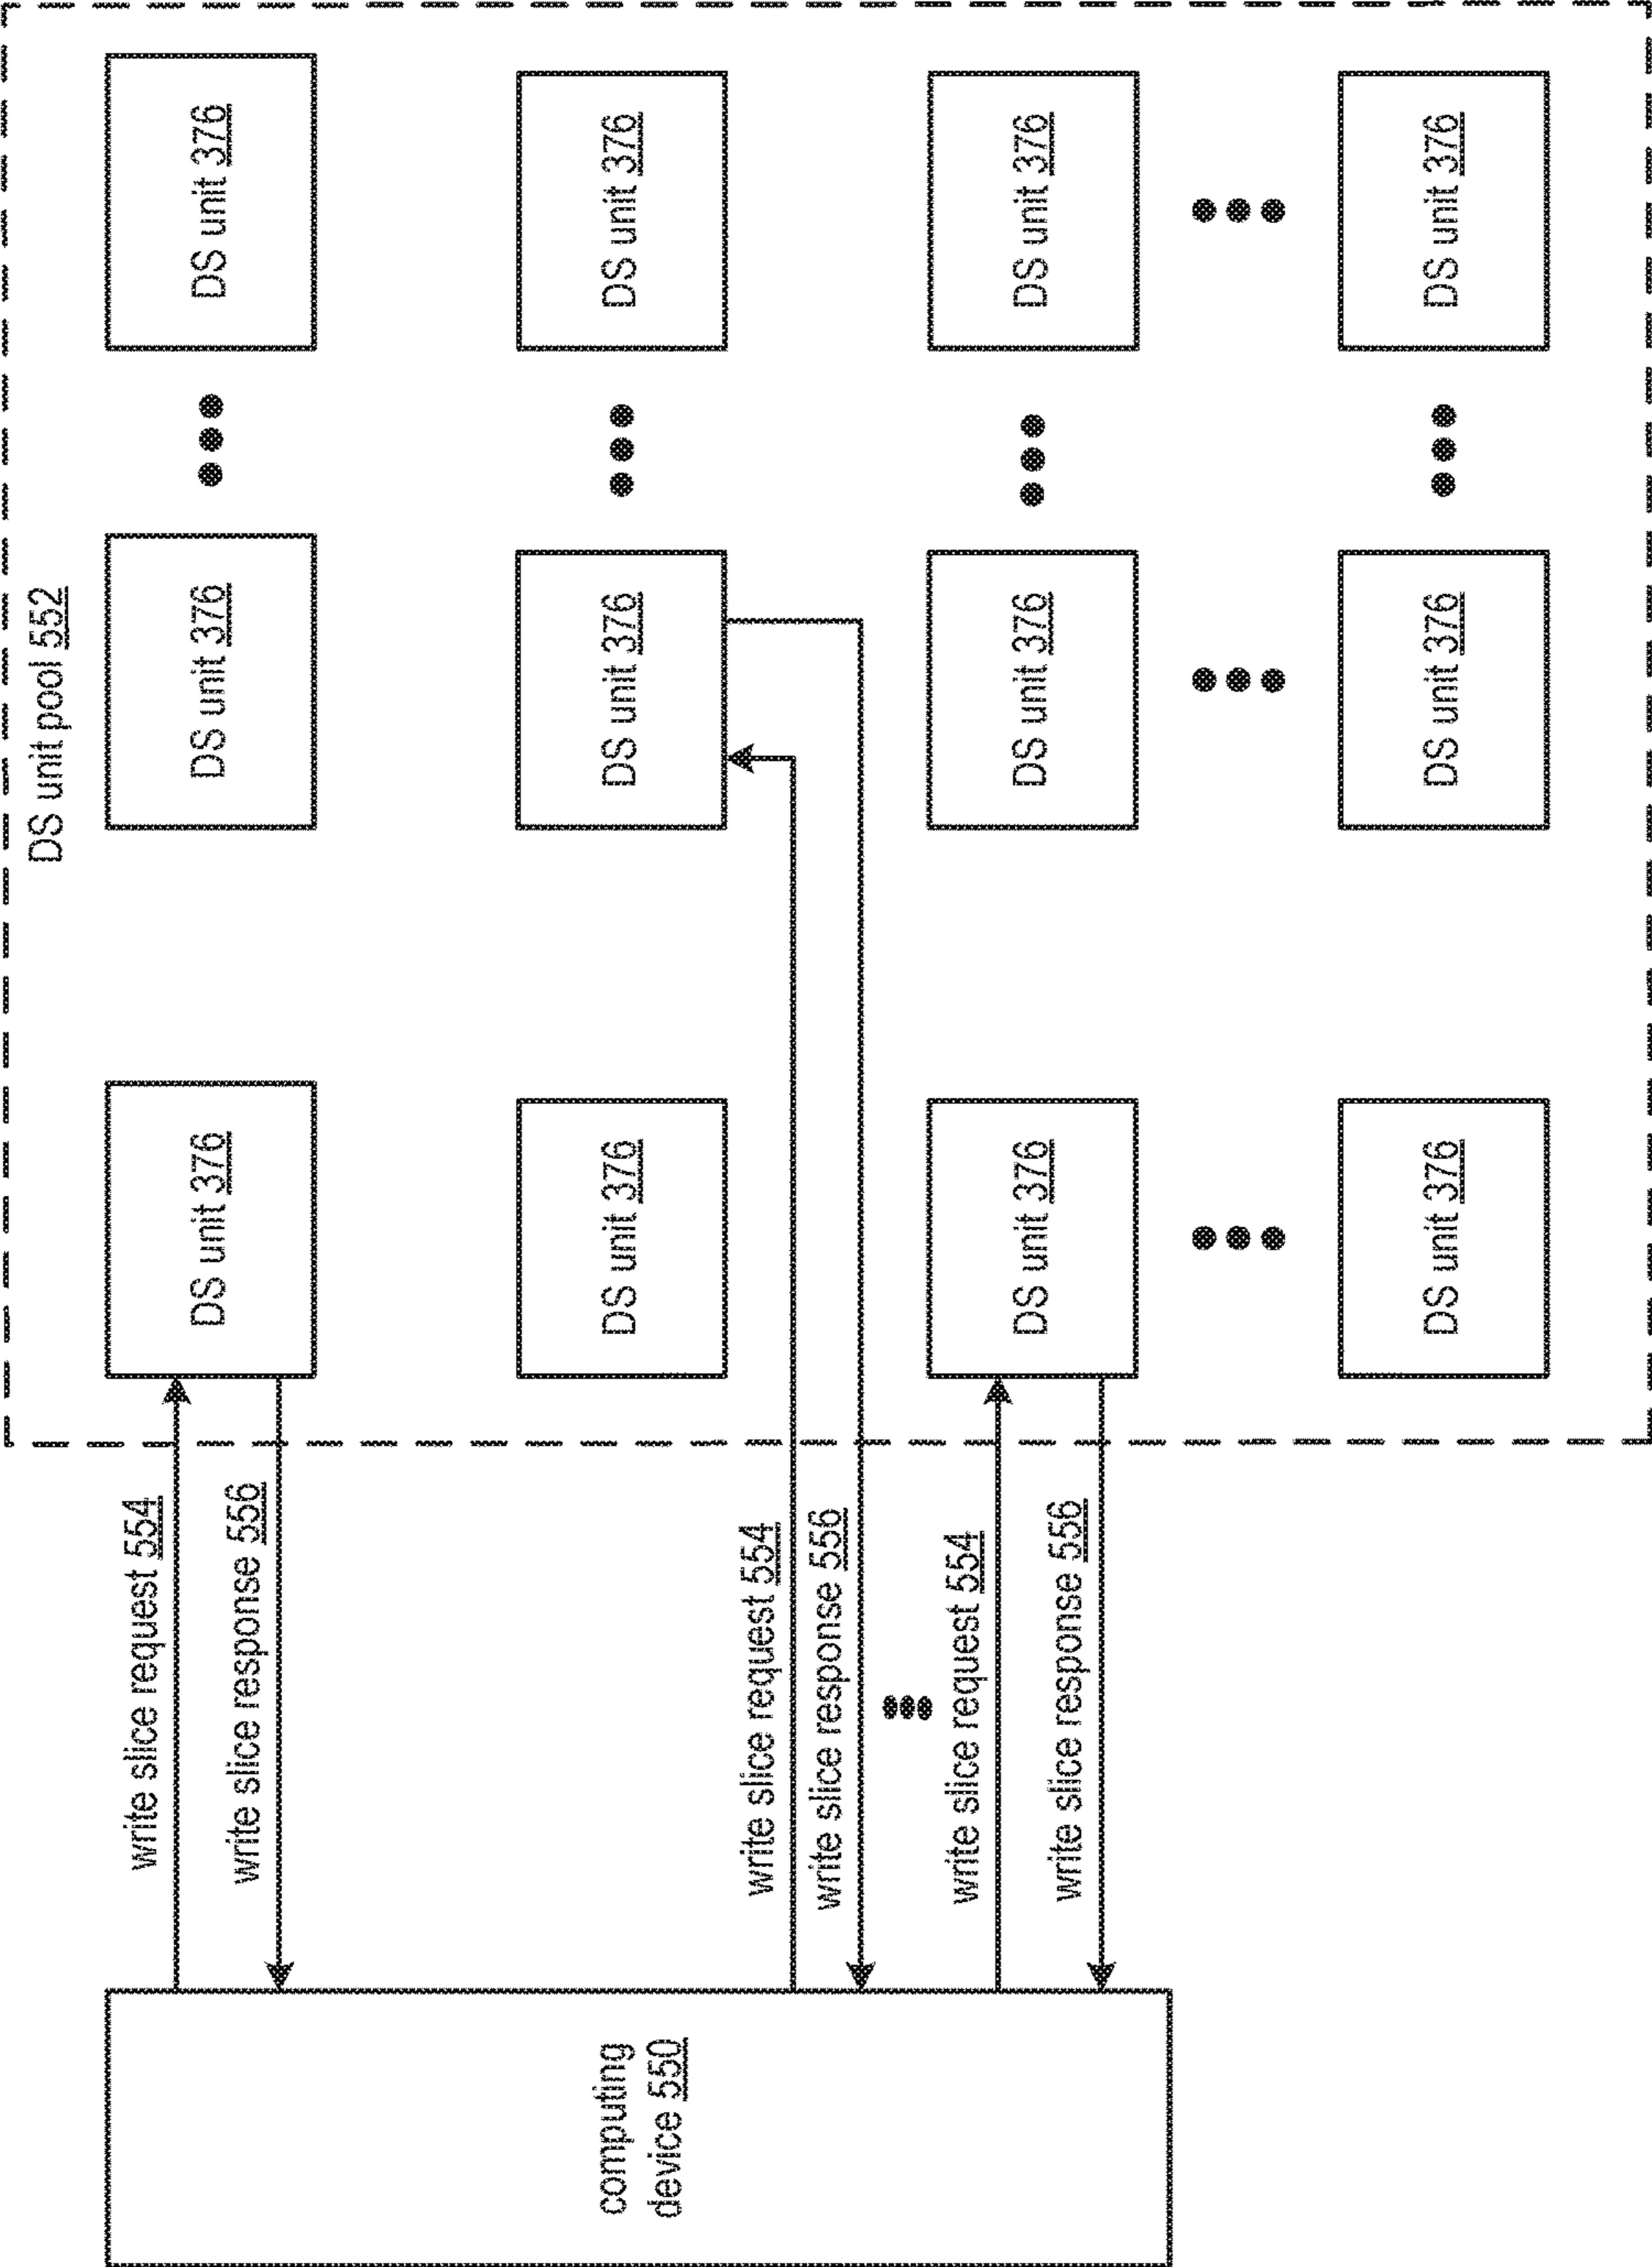 DS unit pool 552
write slice request 554
DS unit 376
DS unit 376
DS unit 376
write slice response 556
computing
device 550
DS unit 376
DS unit 376
DS unit 376
write slice request 554
write slice response 556
write slice request 554
DS unit 376
DS unit 376
DS unit 376
write slice response 556
DS unit 376
DS unit 376
DS unit 376